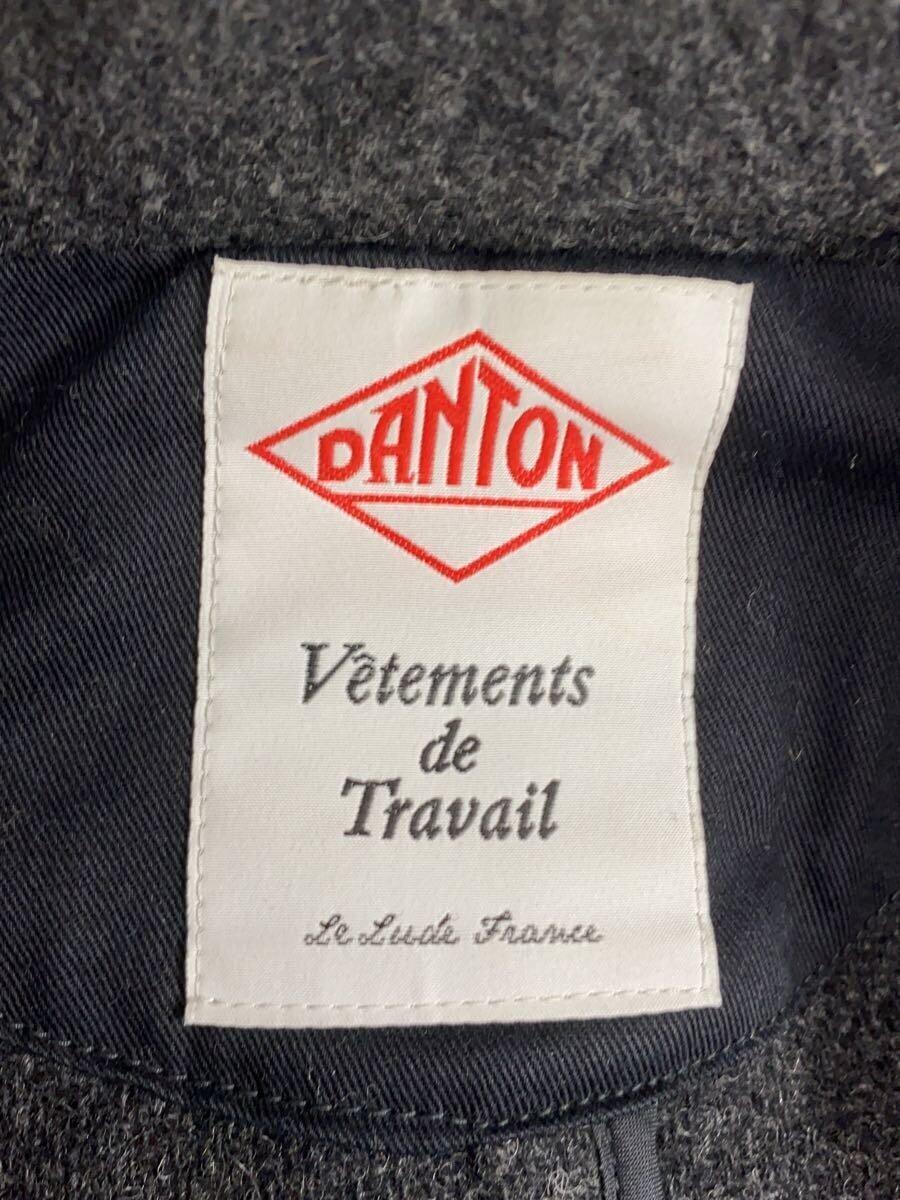 DANTON
Vêtements
de
Travail
Le Lude France